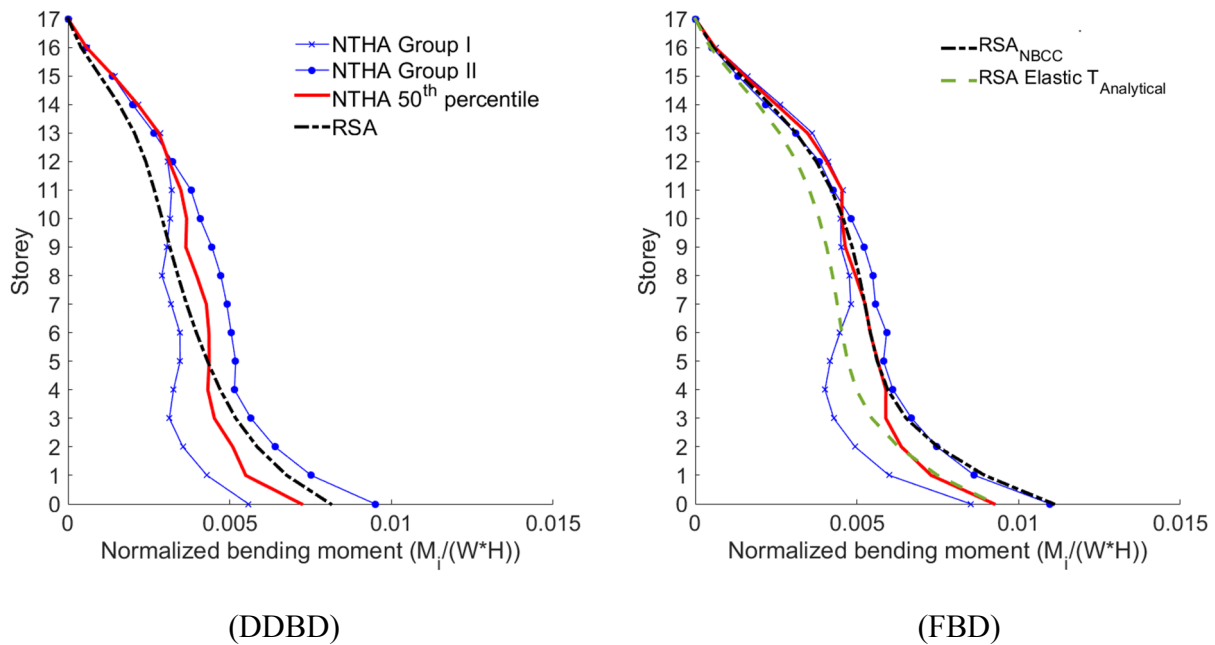 17
16
15
14
13
12
11
10
9
8
7
6
5
4
3
2
1
0
Storey
NTHA Group I
NTHA Group II
NTHA 50th percentile
RSA
0 0.005 0.01 0.015
Normalized bending moment (Mi/(W*H))
(DDBD)
17
16
15
14
13
12
11
10
9
8
7
6
5
4
3
2
1
0
Storey
RSANBCC
RSA Elastic TAnalytical
0 0.005 0.01 0.015
Normalized bending moment (Mi/(W*H))
(FBD)